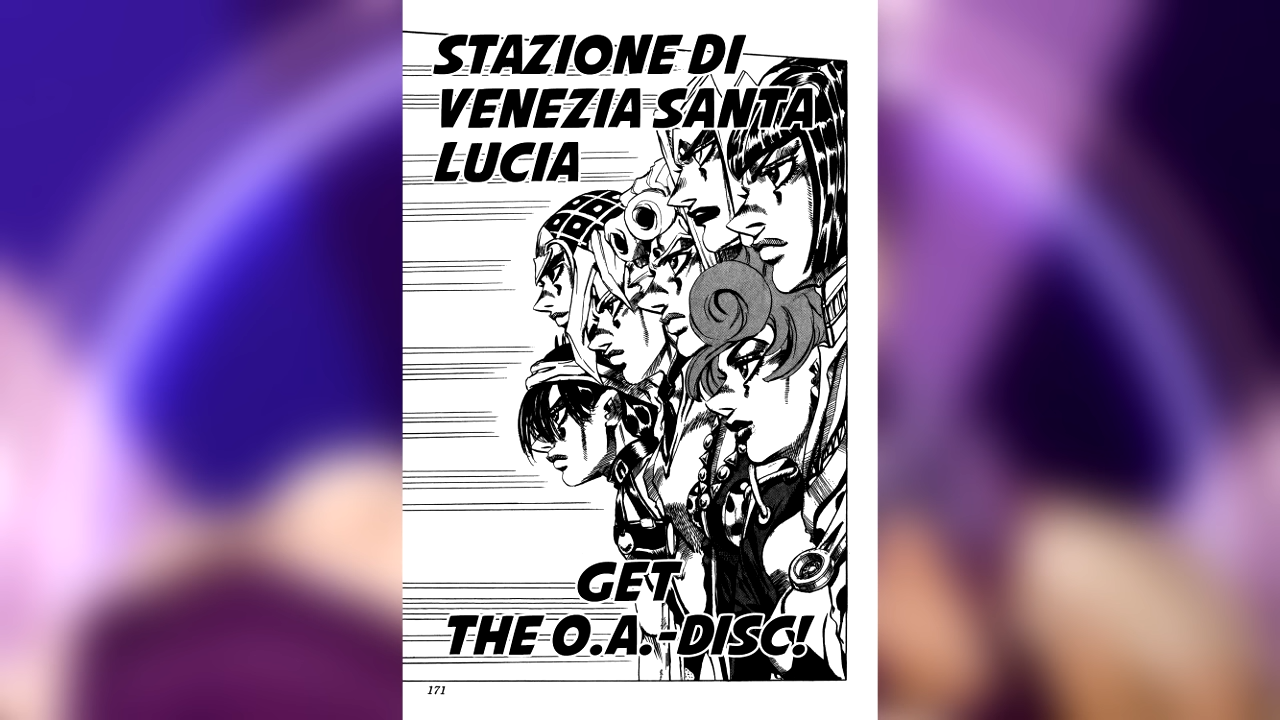 STAZIONE DI
VENEZIA SANTA
LUCIA
GET
THE O.A.-DISC!
171